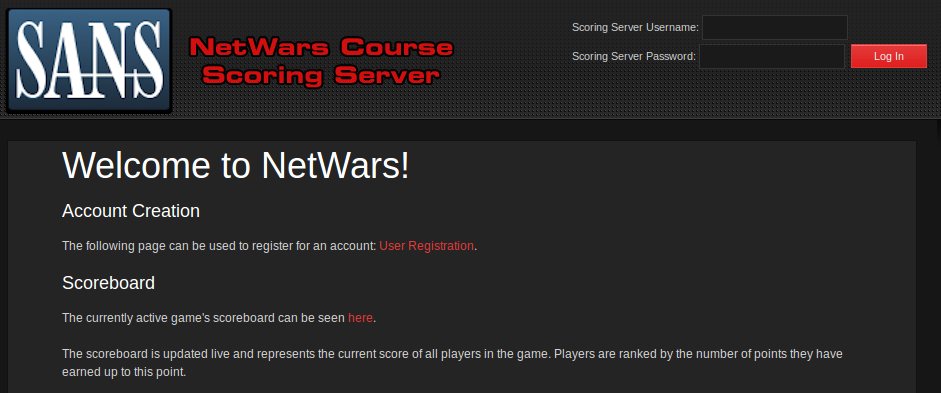 SANS
NetWars Course
Scoring Server
Scoring Server Username:
Scoring Server Password:
Log In
Welcome to NetWars!
Account Creation
The following page can be used to register for an account: User Registration.
Scoreboard
The currently active game's scoreboard can be seen here.
The scoreboard is updated live and represents the current score of all players in the game. Players are ranked by the number of points they have
earned up to this point.